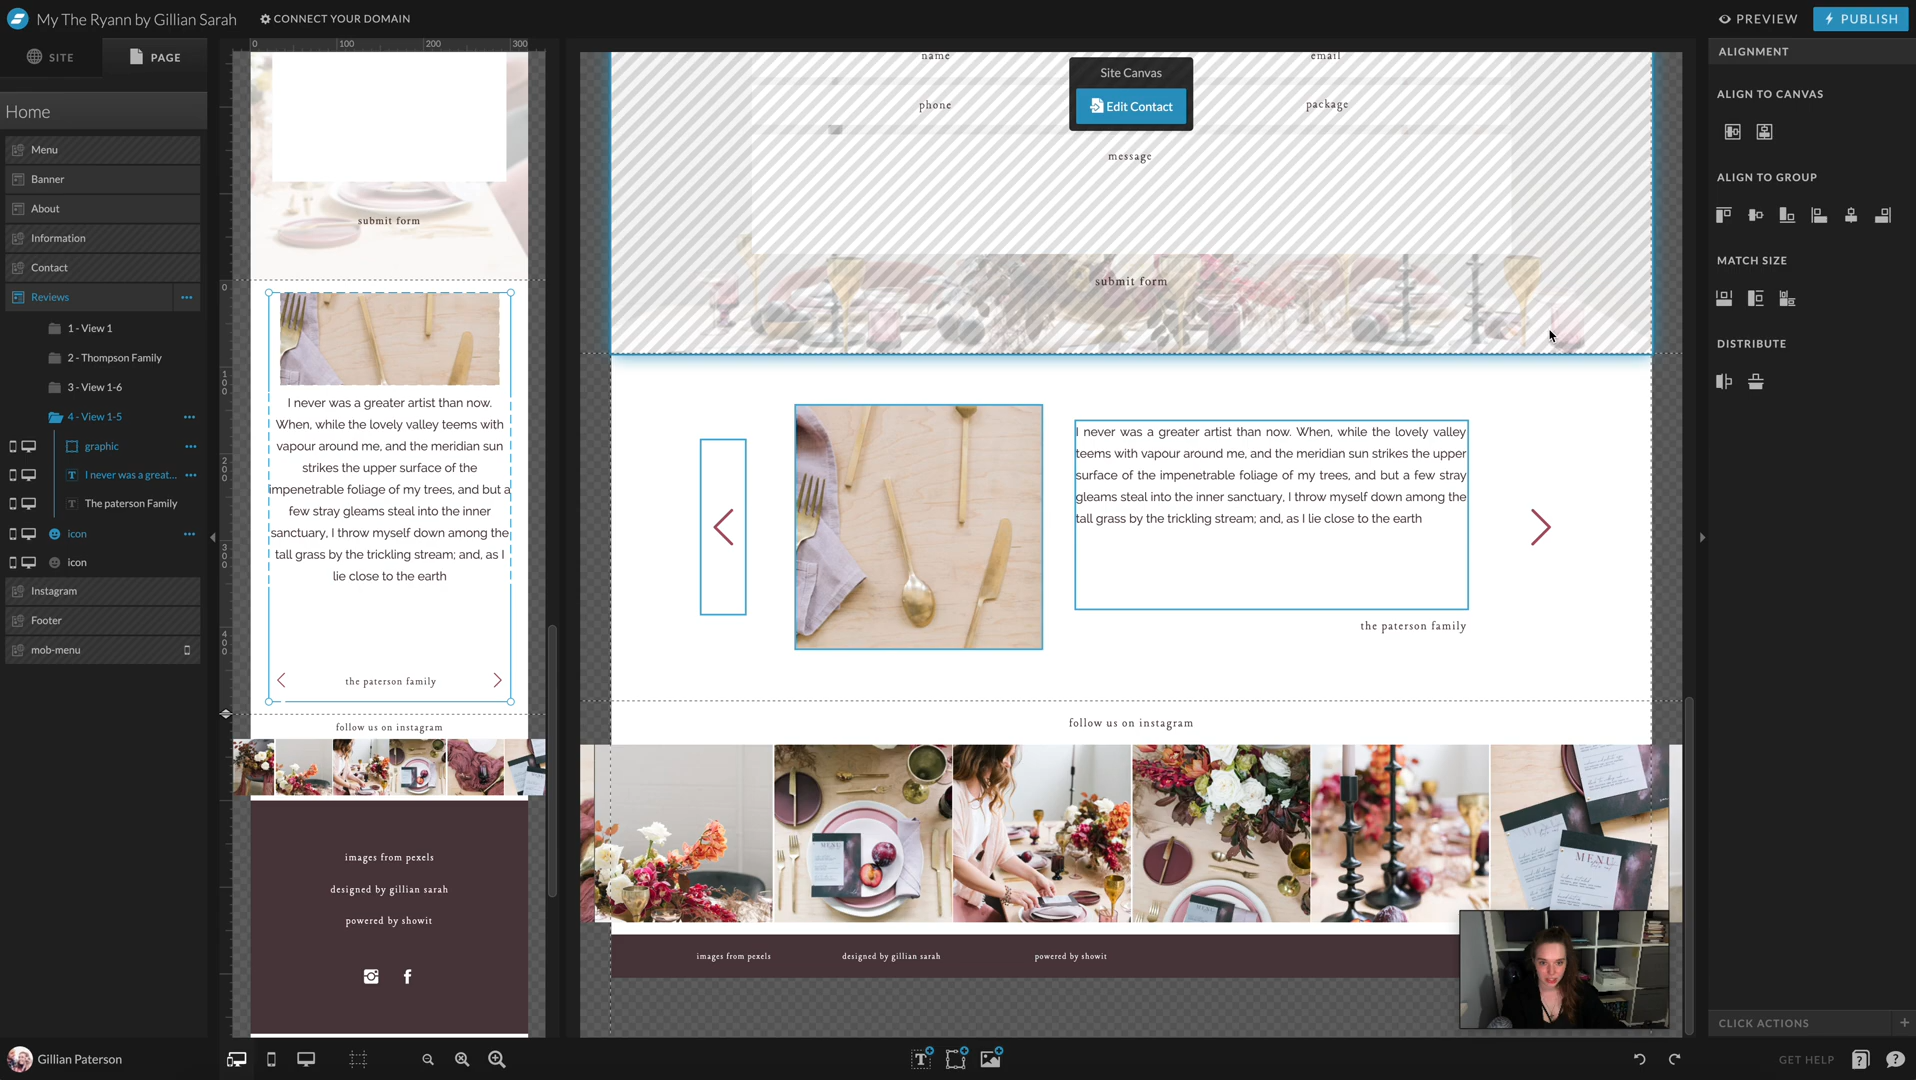 My The Ryann by Gillian Sarah
CONNECT YOUR DOMAIN
PREVIEW
PUBLISH
SITE
PAGE
Home
Menu
Banner
About
Information
Contact
Reviews
1 - View 1
2 - Thompson Family
3 - View 1-6
4 - View 1-5
graphic
I never was a great...
The paterson Family
icon
icon
Instagram
Footer
mob-menu
Gillian Paterson
0
100
200
300
submit form
0
100
200
300
400
I never was a greater artist than now.
When, while the lovely valley teems with
vapour around me, and the meridian sun
strikes the upper surface of the
impenetrable foliage of my trees, and but a
few stray gleams steal into the inner
sanctuary, I throw myself down among the
tall grass by the trickling stream; and, as I
lie close to the earth
the paterson family
follow us on instagram
images from pexels
designed by gillian sarah
powered by showit
name
email
Site Canvas
Edit Contact
phone
package
message
submit form
I never was a greater artist than now. When, while the lovely valley
teems with vapour around me, and the meridian sun strikes the upper
surface of the impenetrable foliage of my trees, and but a few stray
gleams steal into the inner sanctuary, I throw myself down among the
tall grass by the trickling stream; and, as I lie close to the earth
the paterson family
follow us on instagram
MENU
images from pexels
designed by gillian sarah
powered by showit
ALIGNMENT
ALIGN TO CANVAS
ALIGN TO GROUP
MATCH SIZE
DISTRIBUTE
CLICK ACTIONS
GET HELP